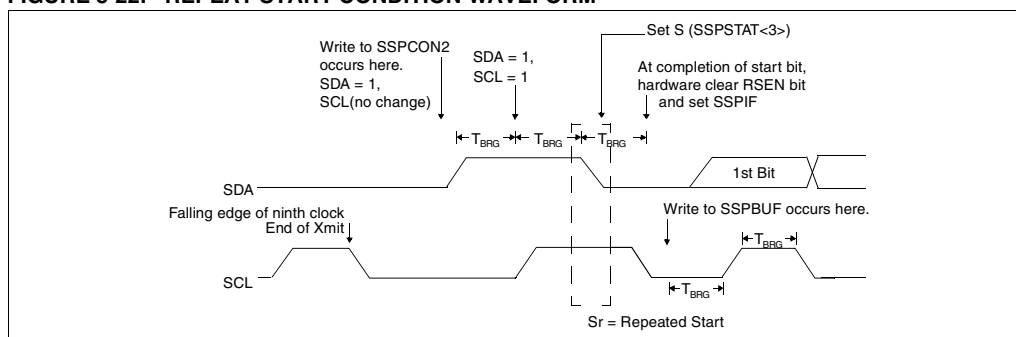 FIGURE 9-22: REPEAT START CONDITION WAVEFORM
Set S (SSPSTAT<3>)
Write to SSPCON2
occurs here.
SDA = 1,
SCL(no change)
SDA = 1,
SCL = 1
At completion of start bit,
hardware clear RSEN bit
and set SSPIF
TBRG
TBRG
TBRG
SDA
1st Bit
Falling edge of ninth clock
End of Xmit
Write to SSPBUF occurs here.
TBRG
SCL
TBRG
Sr = Repeated Start